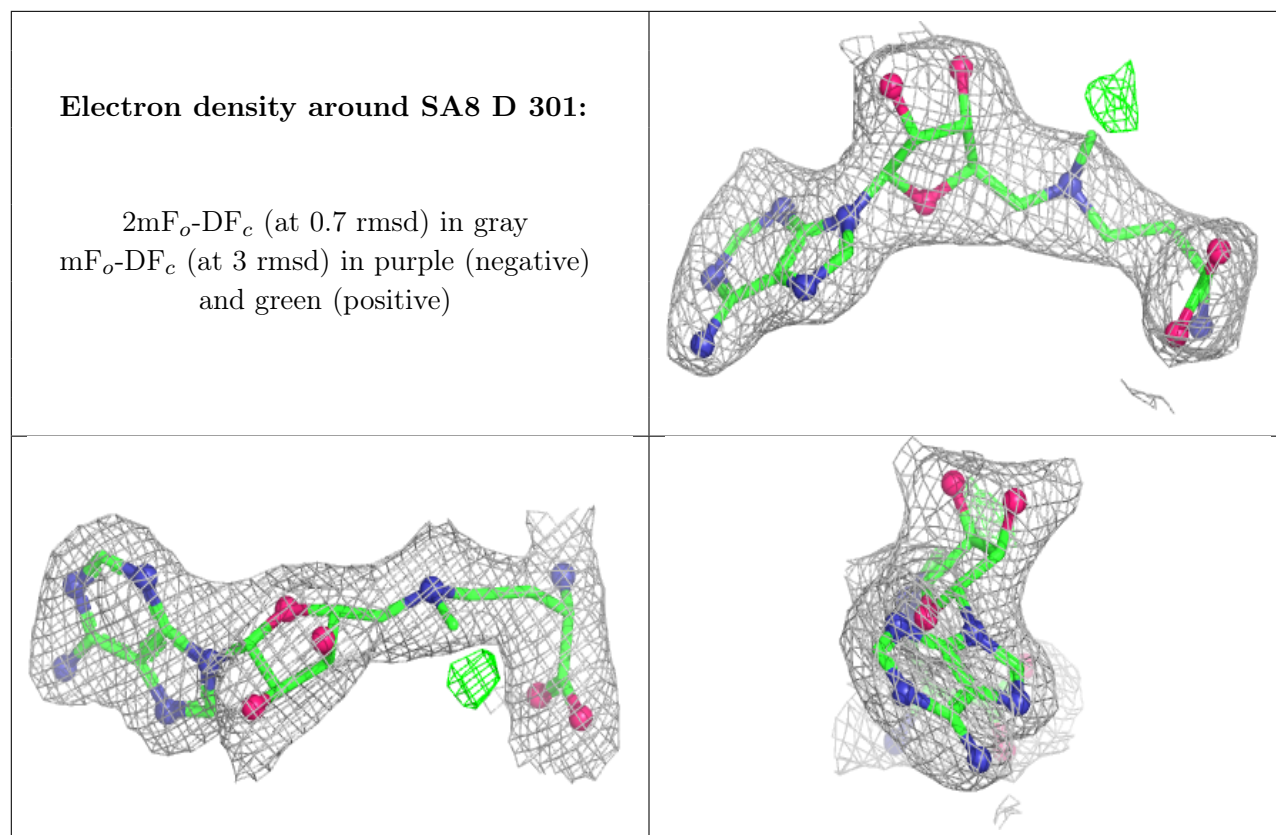 Electron density around SA8 D 301:
2mFo-DFc (at 0.7 rmsd) in gray
mFo-DFc (at 3 rmsd) in purple (negative)
and green (positive)